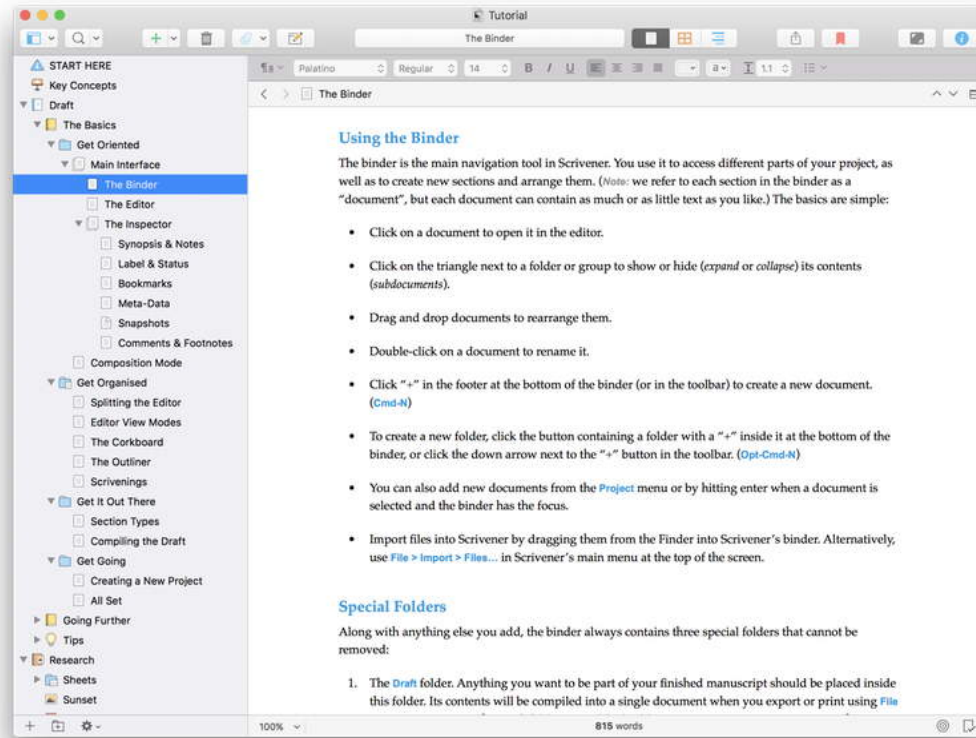 Tutorial
The Binder
START HERE
Key Concepts
Draft
The Basics
Get Oriented
Main Interface
The Binder
The Editor
The Inspector
Synopsis & Notes
Label & Status
Bookmarks
Meta-Data
Snapshots
Comments & Footnotes
Composition Mode
Get Organised
Splitting the Editor
Editor View Modes
The Corkboard
The Outliner
Scrivenings
Get It Out There
Section Types
Compiling the Draft
Get Going
Creating a New Project
All Set
Going Further
Tips
Research
Sheets
Sunset
Palatino Regular 14 B I U a 1.1
The Binder
Using the Binder
The binder is the main navigation tool in Scrivener. You use it to access different parts of your project, as
well as to create new sections and arrange them. (Note: we refer to each section in the binder as a
“document”, but each document can contain as much or as little text as you like.) The basics are simple:
• Click on a document to open it in the editor.
• Click on the triangle next to a folder or group to show or hide (expand or collapse) its contents
(subdocuments).
• Drag and drop documents to rearrange them.
• Double-click on a document to rename it.
• Click “+” in the footer at the bottom of the binder (or in the toolbar) to create a new document.
(Cmd-N)
• To create a new folder, click the button containing a folder with a “+” inside it at the bottom of the
binder, or click the down arrow next to the “+” button in the toolbar. (Opt-Cmd-N)
• You can also add new documents from the Project menu or by hitting enter when a document is
selected and the binder has the focus.
• Import files into Scrivener by dragging them from the Finder into Scrivener’s binder. Alternatively,
use File > Import > Files... in Scrivener’s main menu at the top of the screen.
Special Folders
Along with anything else you add, the binder always contains three special folders that cannot be
removed:
1. The Draft folder. Anything you want to be part of your finished manuscript should be placed inside
this folder. Its contents will be compiled into a single document when you export or print using File
100%
815 words